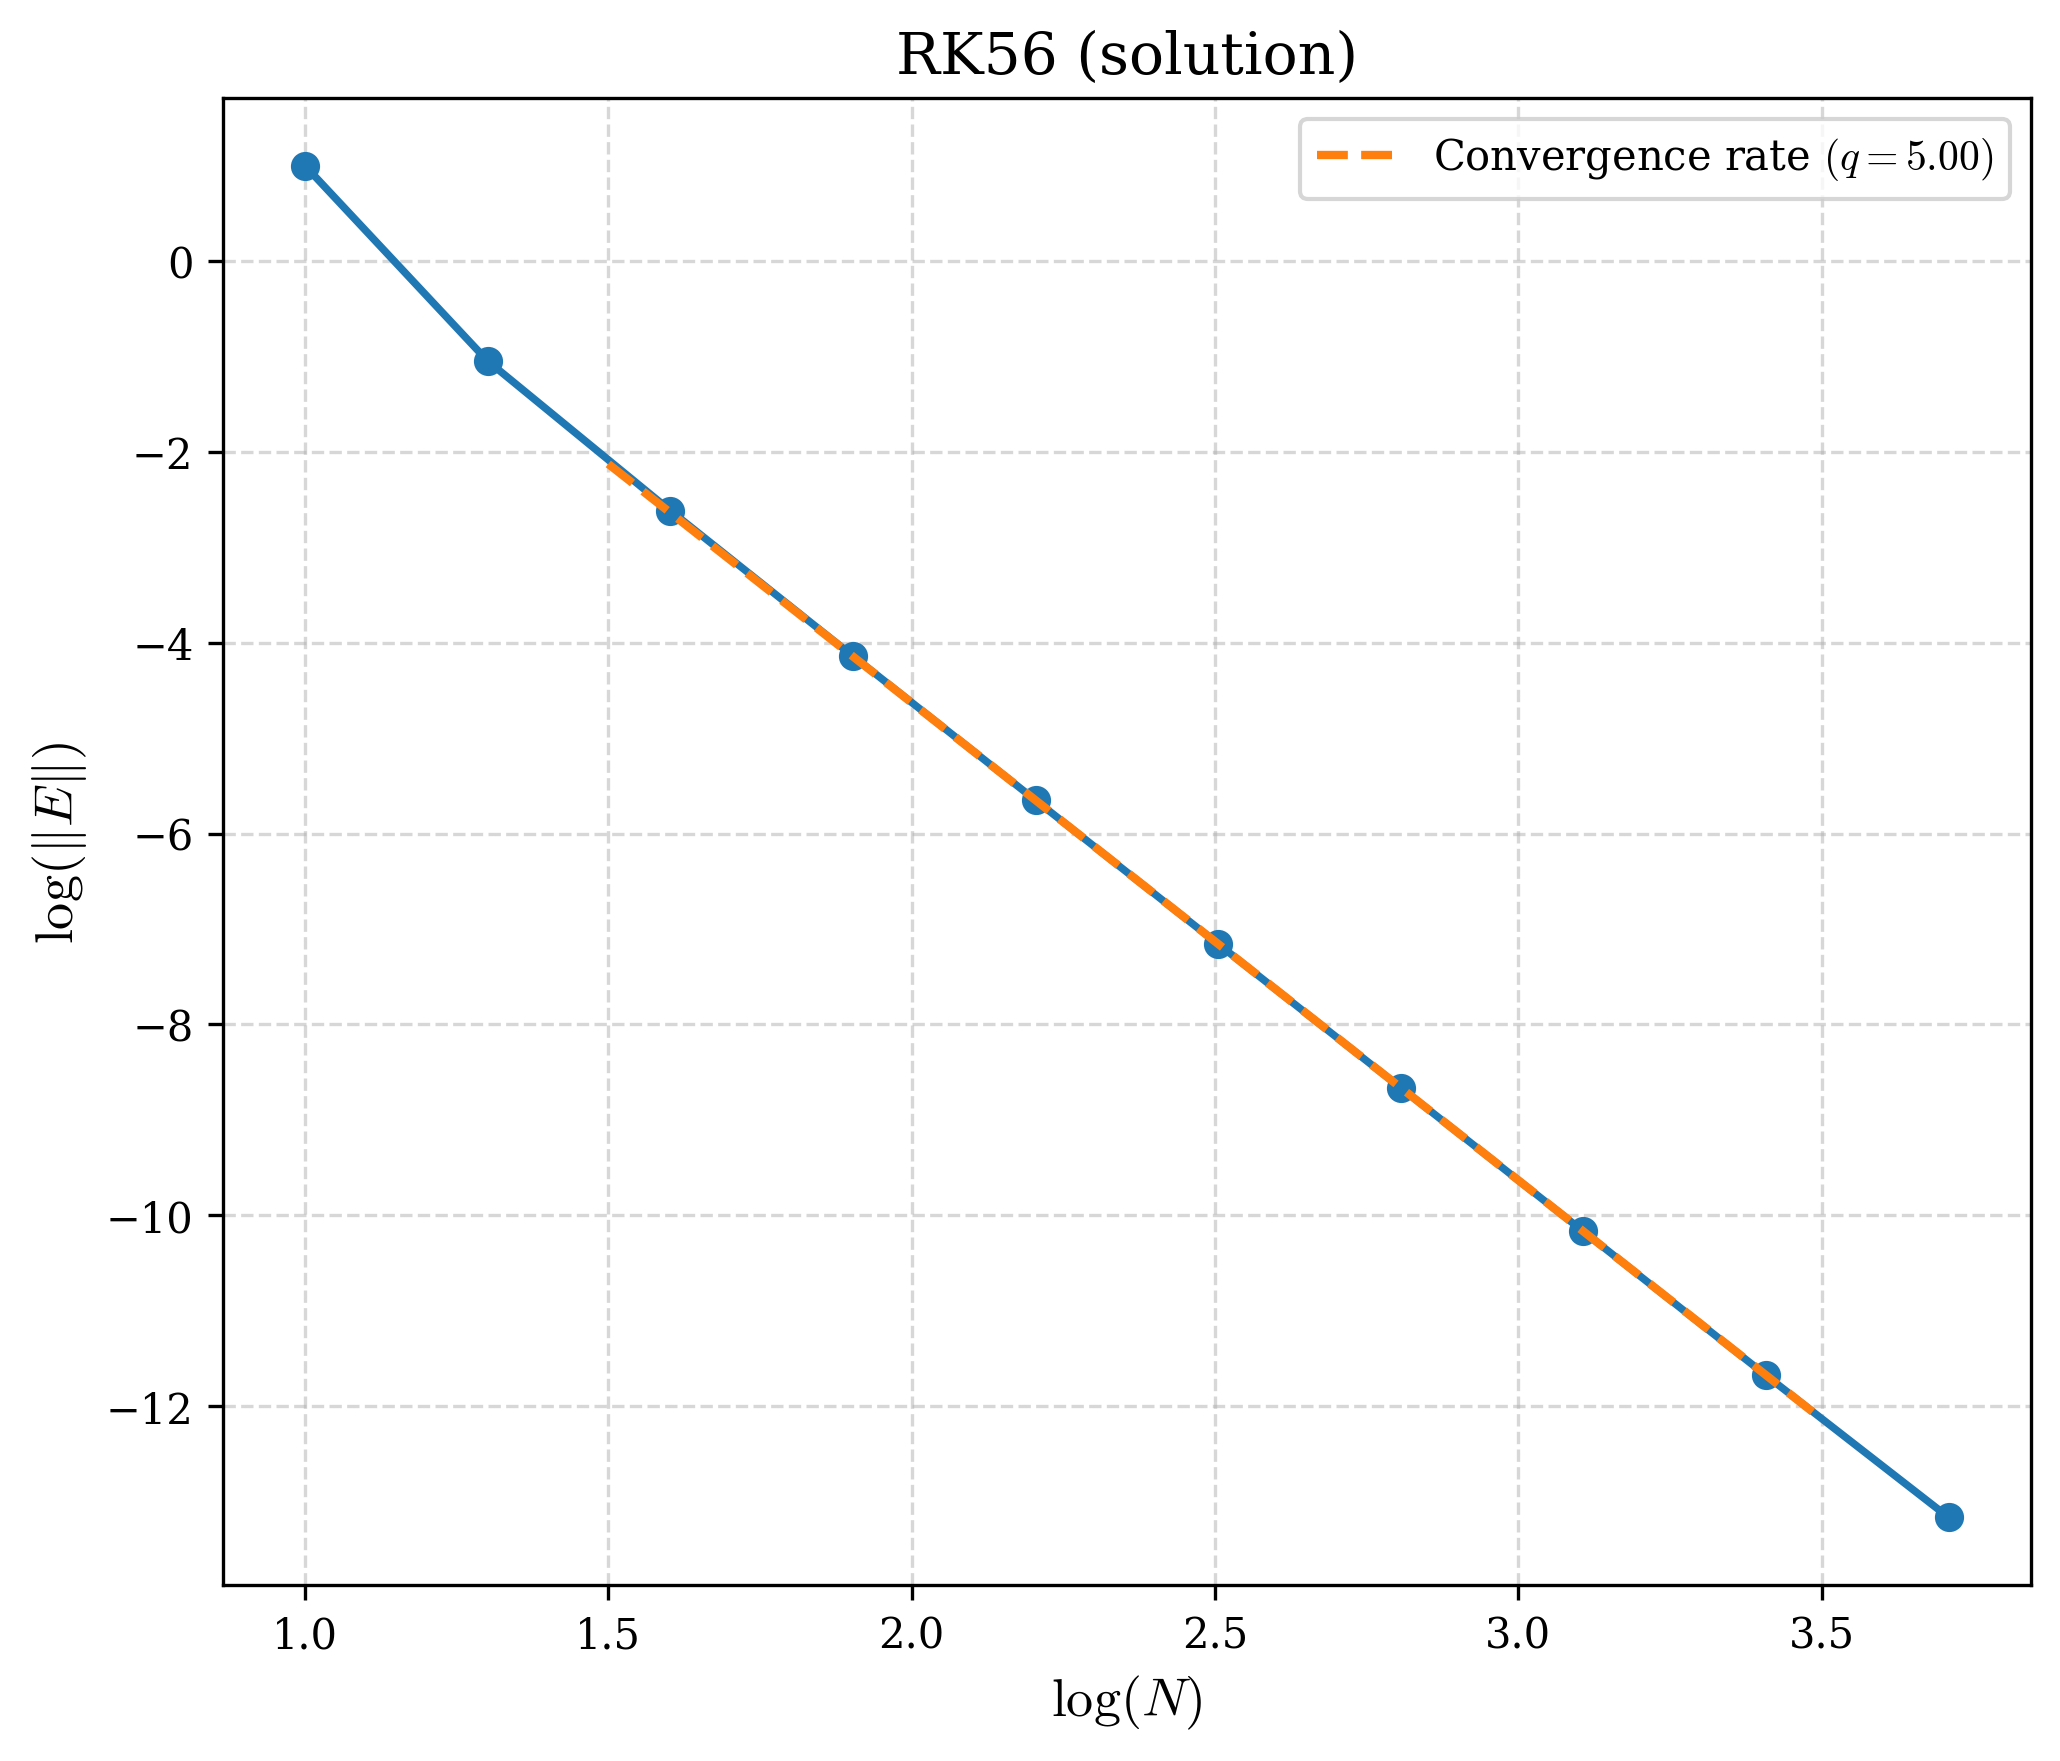 RK56 (solution)
Convergence rate (q = 5.00)
0
−2
−4
−6
−8
−10
−12
log(||E||)
1.0 1.5 2.0 2.5 3.0 3.5
log(N)